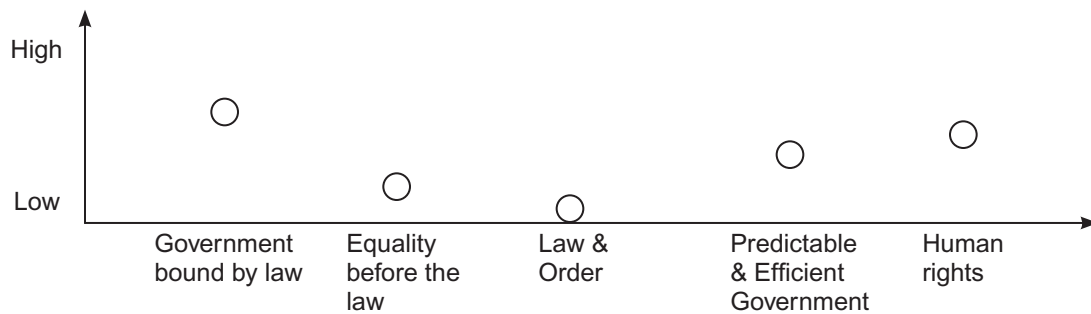 High
Low
Government
bound by law
Equality
before the
law
Law &
Order
Predictable
& Efficient
Government
Human
rights